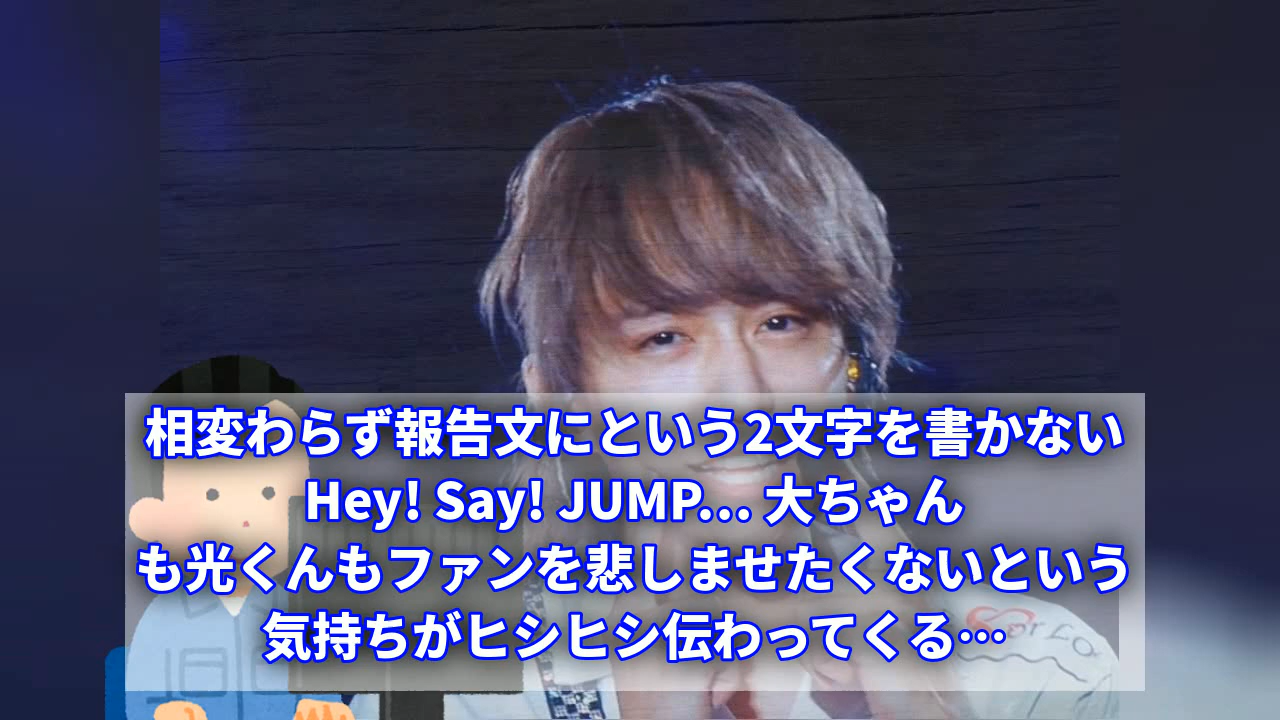 相変わらず報告文にという2文字を書かない
Hey! Say! JUMP... 大ちゃん
も光くんもファンを悲しませたくないという
気持ちがヒシヒシ伝わってくる…